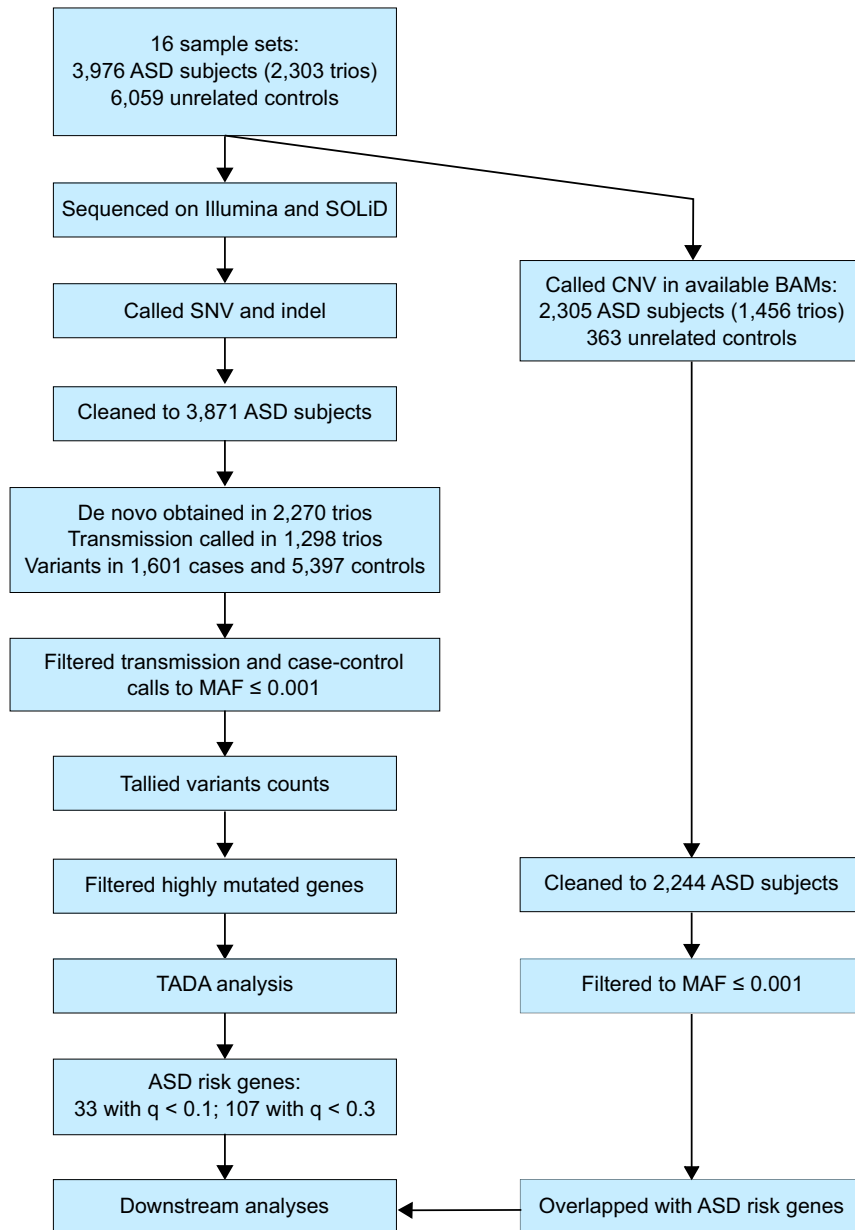 16 sample sets:
3,976 ASD subjects (2,303 trios)
6,059 unrelated controls
Sequenced on Illumina and SOLiD
Called SNV and indel
Cleaned to 3,871 ASD subjects
De novo obtained in 2,270 trios
Transmission called in 1,298 trios
Variants in 1,601 cases and 5,397 controls
Filtered transmission and case-control
calls to MAF ≤ 0.001
Tallied variants counts
Filtered highly mutated genes
TADA analysis
ASD risk genes:
33 with q < 0.1; 107 with q < 0.3
Downstream analyses
Called CNV in available BAMs:
2,305 ASD subjects (1,456 trios)
363 unrelated controls
Cleaned to 2,244 ASD subjects
Filtered to MAF ≤ 0.001
Overlapped with ASD risk genes